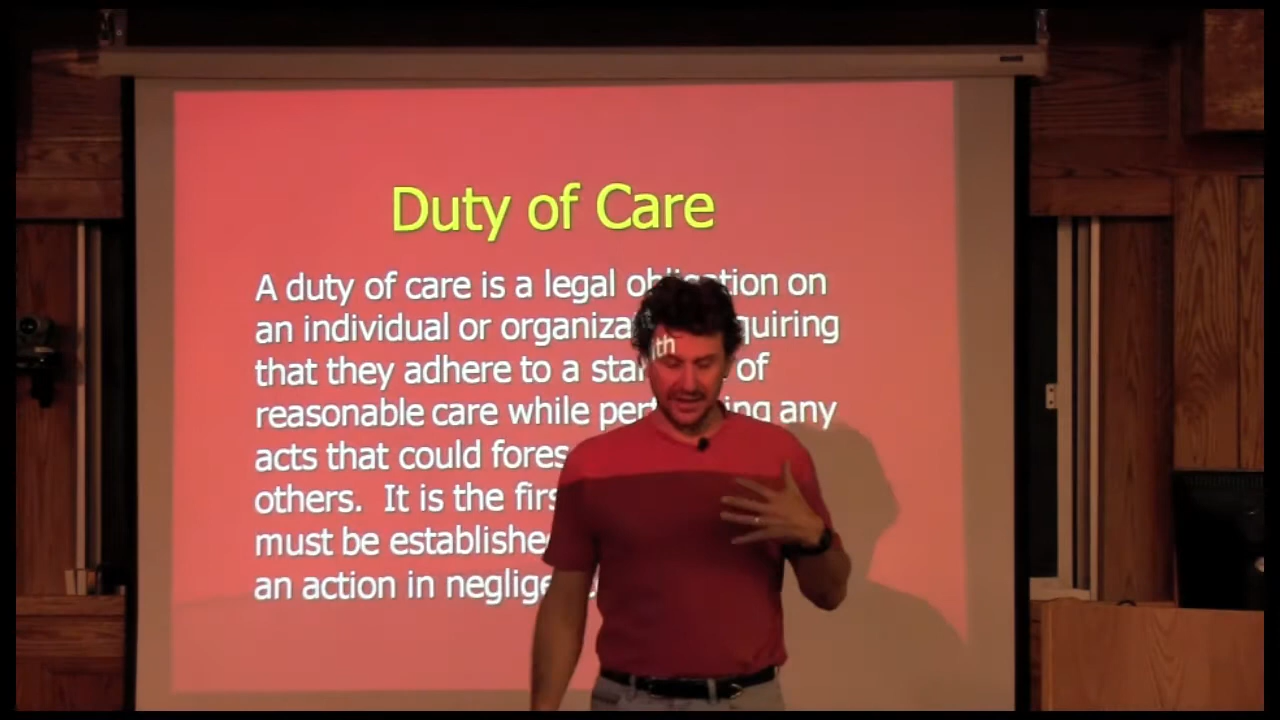 Duty of Care
A duty of care is a legal obligation on
an individual or organiza quiring
that they adhere to a sta of
reasonable care while per ing any
acts that could fores
others. It is the firs
must be establishe
an action in neglige